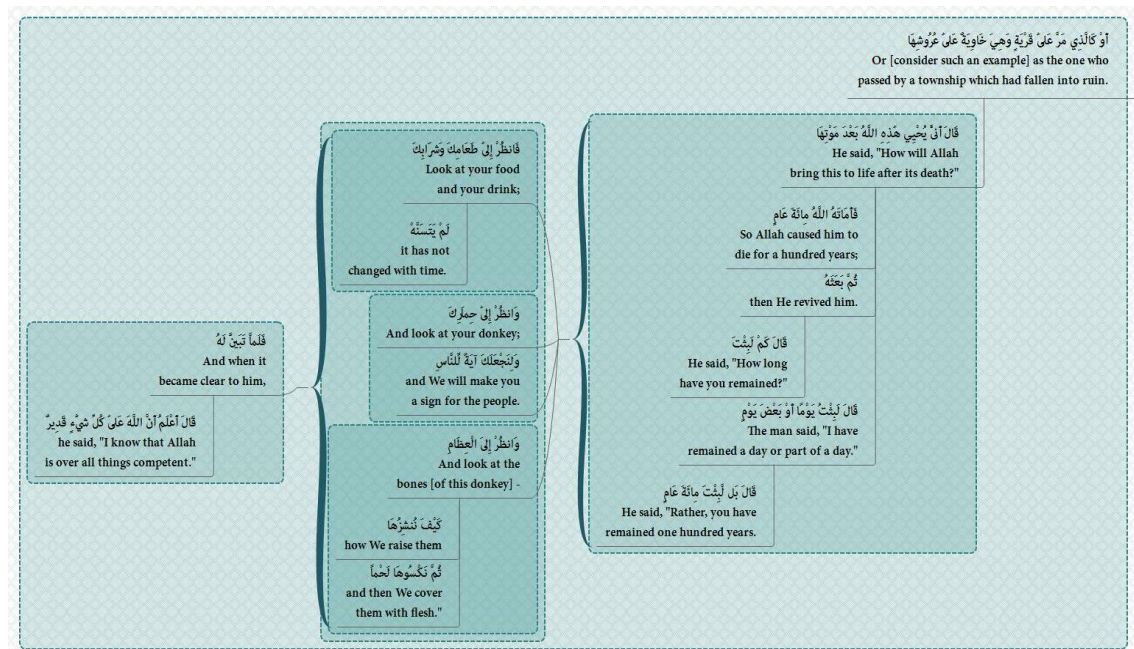 أَوْ كَالَّذِي مَرَّ عَلَىٰ قَرْيَةٍ وَهِيَ خَاوِيَةٌ عَلَىٰ عُرُوشِهَا
Or [consider such an example] as the one who
passed by a township which had fallen into ruin.
قَالَ أَنَّىٰ يُحْيِي هَٰذِهِ اللَّهُ بَعْدَ مَوْتِهَا
He said, "How will Allah
bring this to life after its death?"
فَأَمَاتَهُ اللَّهُ مِائَةَ عَامٍ
So Allah caused him to
die for a hundred years;
ثُمَّ بَعَثَهُ
then He revived him.
قَالَ كَمْ لَبِثْتَ
He said, "How long
have you remained?"
قَالَ لَبِثْتُ يَوْمًا أَوْ بَعْضَ يَوْمٍ
The man said, "I have
remained a day or part of a day."
قَالَ بَل لَّبِثْتَ مِائَةَ عَامٍ
He said, "Rather, you have
remained one hundred years.
فَانظُرْ إِلَىٰ طَعَامِكَ وَشَرَابِكَ
Look at your food
and your drink;
لَمْ يَتَسَنَّهْ
it has not
changed with time.
وَانظُرْ إِلَىٰ حِمَارِكَ
And look at your donkey;
وَلِنَجْعَلَكَ آيَةً لِّلنَّاسِ
and We will make you
a sign for the people.
وَانظُرْ إِلَى الْعِظَامِ
And look at the
bones [of this donkey] -
كَيْفَ نُنشِزُهَا
how We raise them
ثُمَّ نَكْسُوهَا لَحْمًا
and then We cover
them with flesh."
فَلَمَّا تَبَيَّنَ لَهُ
And when it
became clear to him,
قَالَ أَعْلَمُ أَنَّ اللَّهَ عَلَىٰ كُلِّ شَيْءٍ قَدِيرٌ
he said, "I know that Allah
is over all things competent."